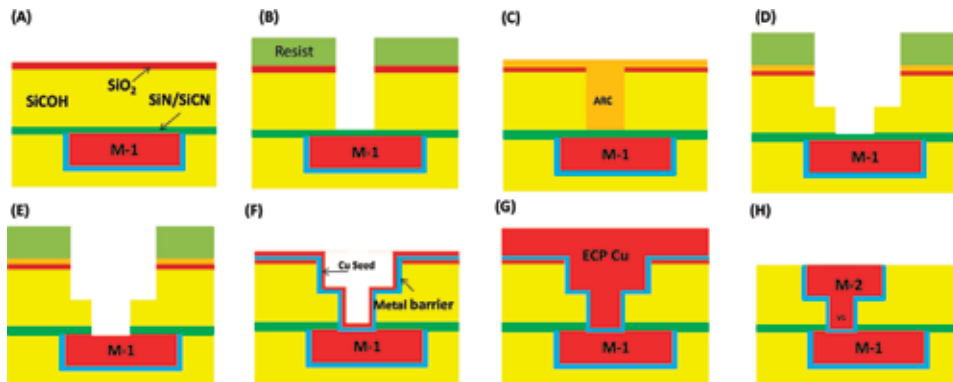 (A)
SiO2
SiCOH
SiN/SiCN
M-1
(B)
Resist
M-1
(C)
ARC
M-1
(D)
M-1
(E)
M-1
(F)
Cu Seed
Metal barrier
M-1
(G)
ECP Cu
M-1
(H)
M-2
M-1